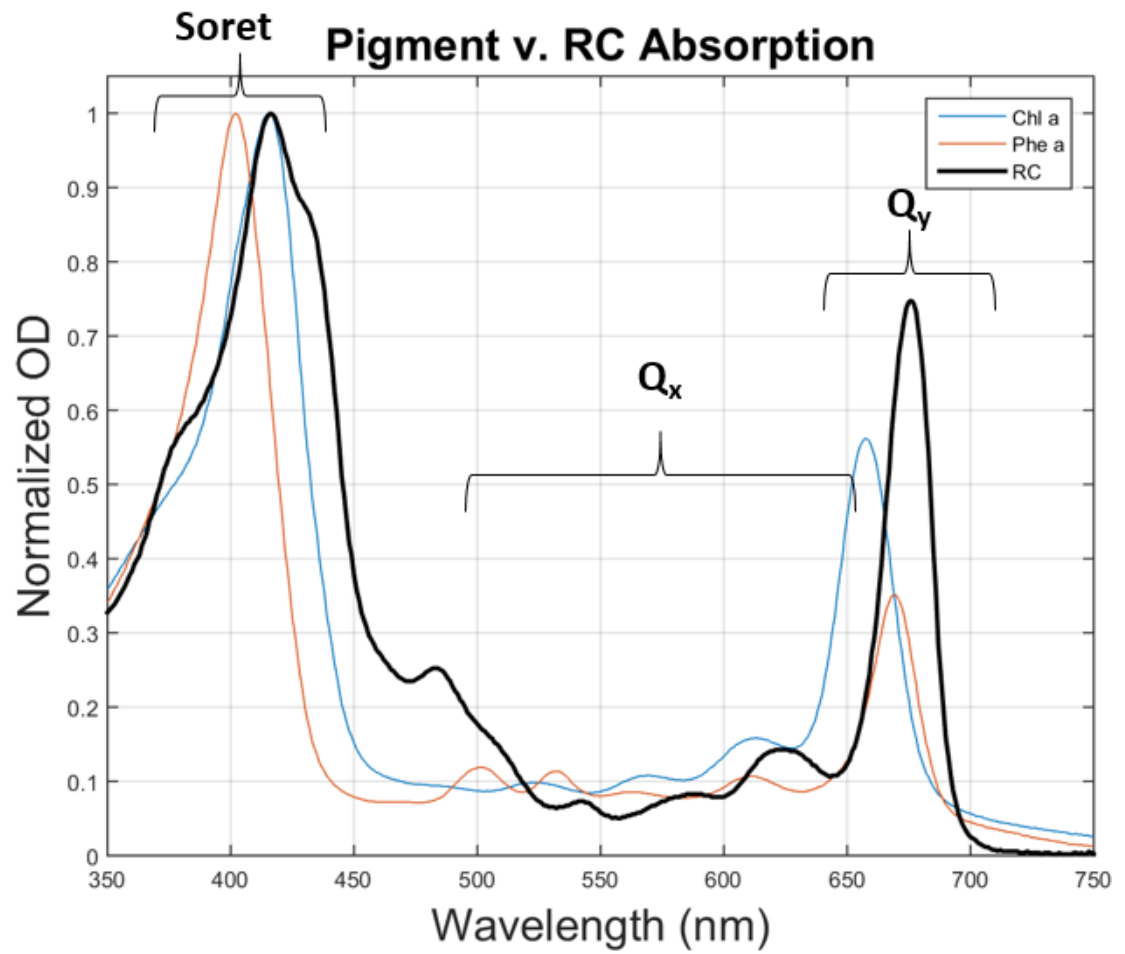 Soret
Pigment v. RC Absorption
Chl a
Phe a
RC
Qy
Qx
Normalized OD
1
0.9
0.8
0.7
0.6
0.5
0.4
0.3
0.2
0.1
0
350 400 450 500 550 600 650 700 750
Wavelength (nm)